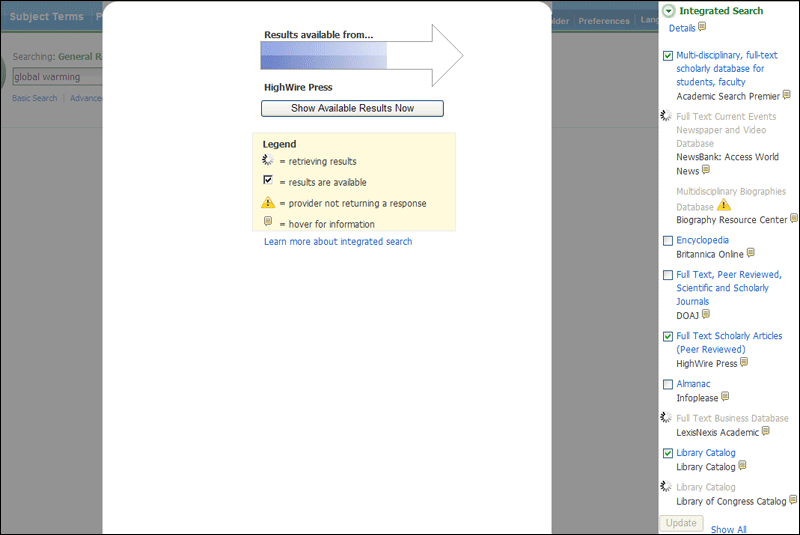 Subject Terms
Preferences
Searching: General
global warming
Basic Search | Advanced
Results available from...
HighWire Press
Show Available Results Now
Legend
= retrieving results
= results are available
= provider not returning a response
= hover for information
Learn more about integrated search
Integrated Search
Details
Multi-disciplinary, full-text
scholarly database for
students, faculty
Academic Search Premier
Full Text Current Events
Newspaper and Video
Database
NewsBank: Access World
News
Multidisciplinary Biographies
Database
Biography Resource Center
Encyclopedia
Britannica Online
Full Text, Peer Reviewed,
Scientific and Scholarly
Journals
DOAJ
Full Text Scholarly Articles
(Peer Reviewed)
HighWire Press
Almanac
Infoplease
Full Text Business Database
LexisNexis Academic
Library Catalog
Library Catalog
Library Catalog
Library of Congress Catalog
Update
Show All